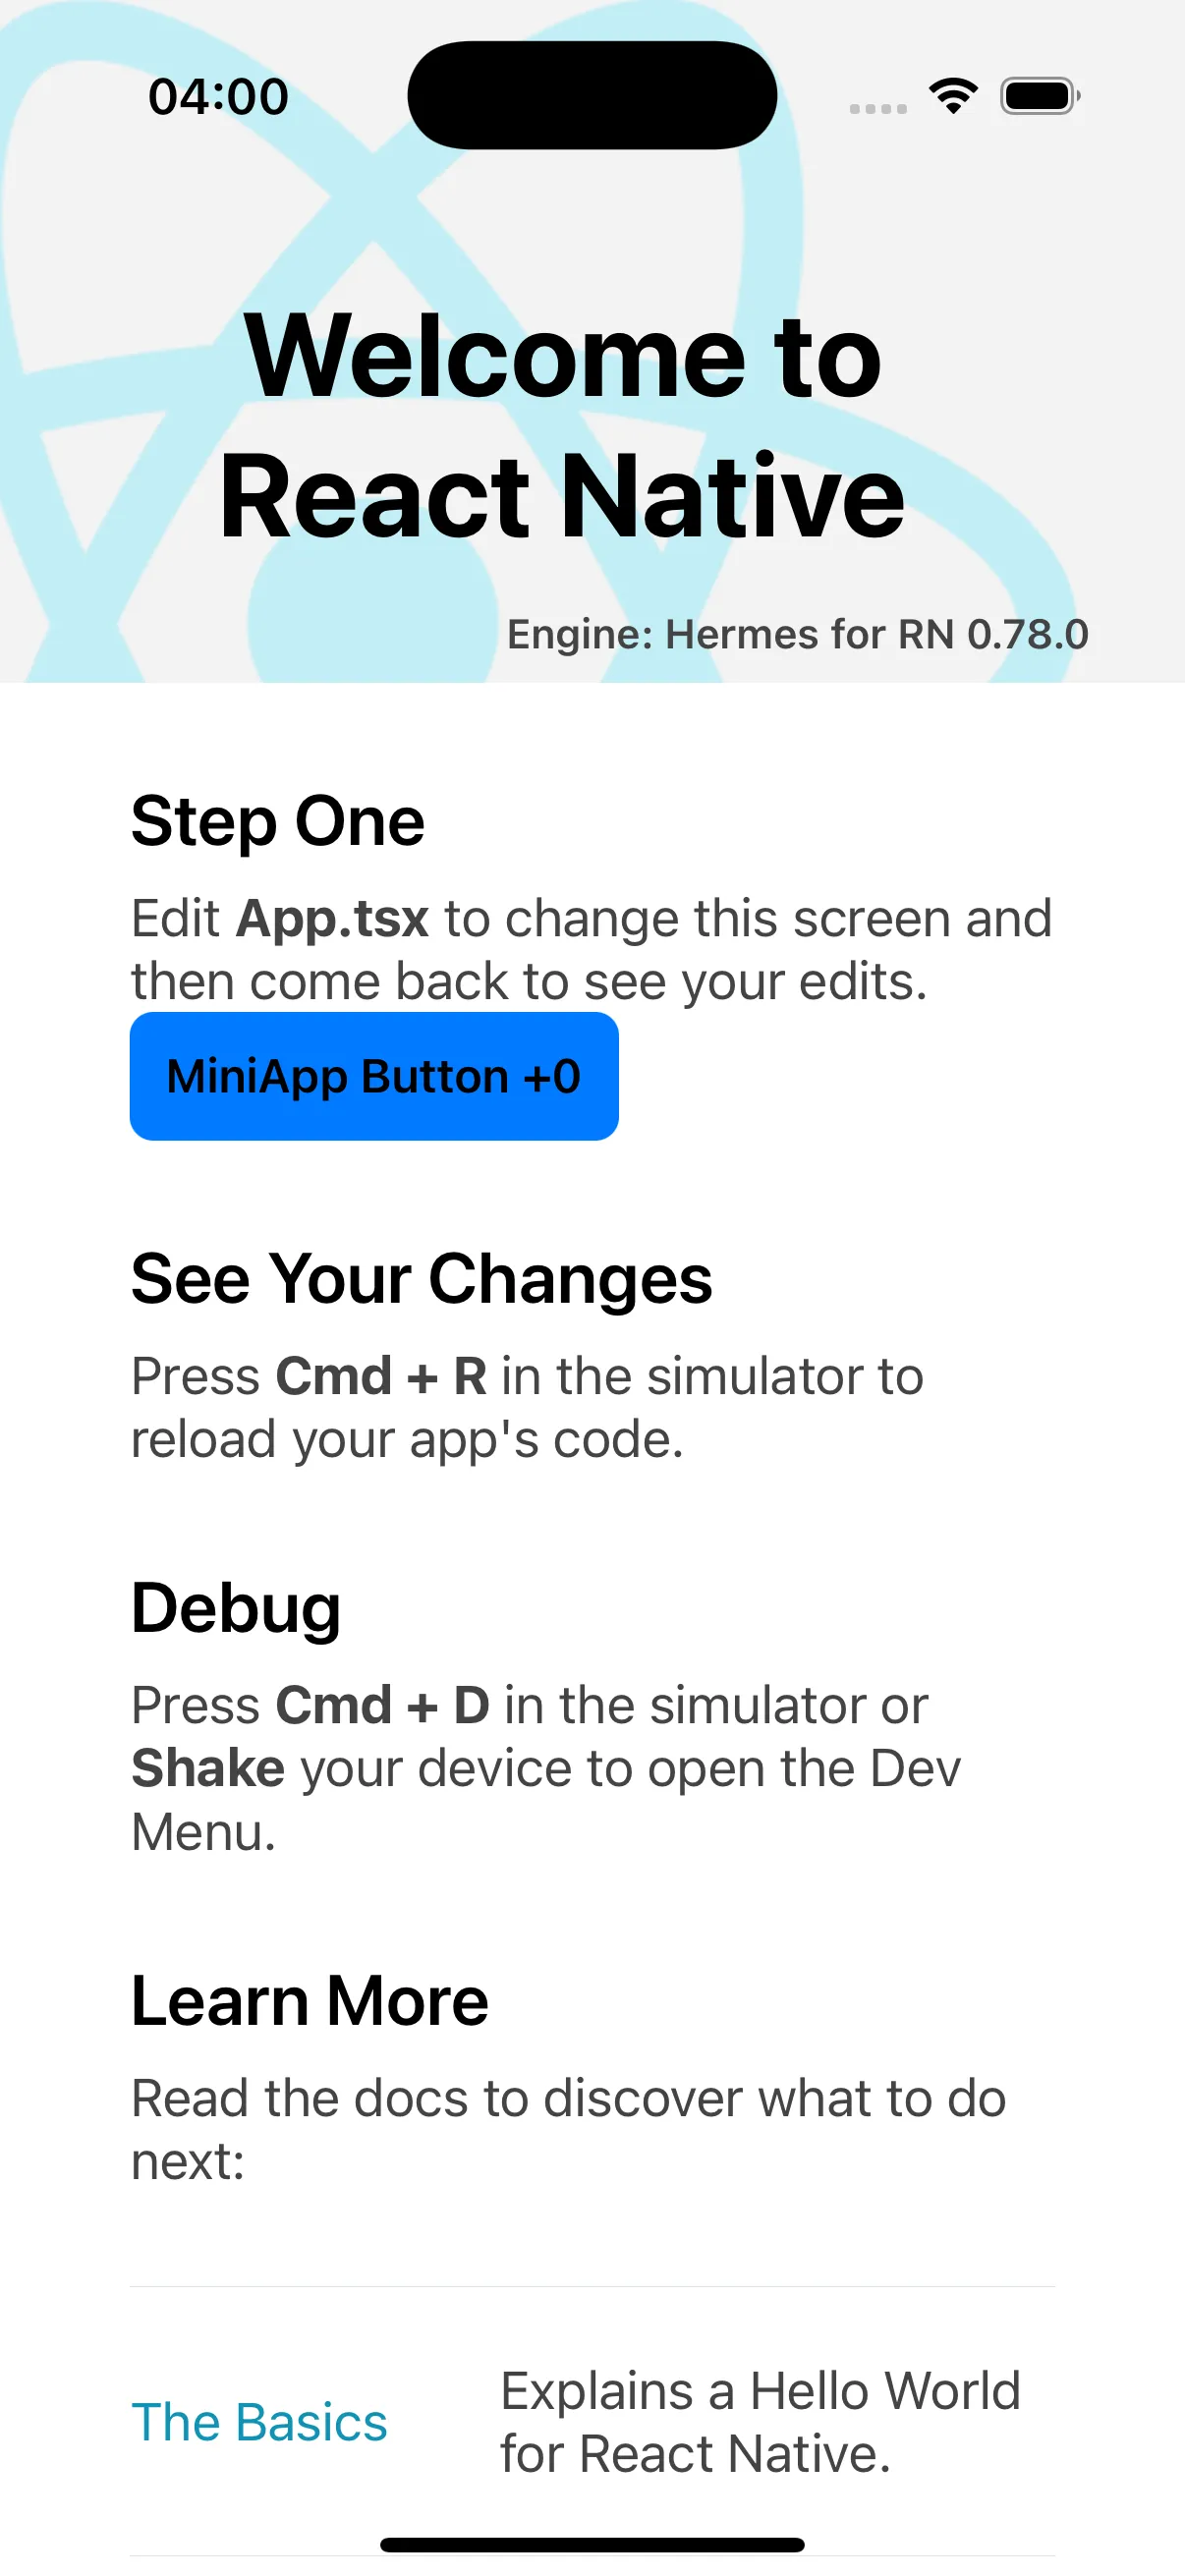 04:00
Welcome to
React Native
Engine: Hermes for RN 0.78.0
Step One
Edit App.tsx to change this screen and
then come back to see your edits.
MiniApp Button +0
See Your Changes
Press Cmd + R in the simulator to
reload your app's code.
Debug
Press Cmd + D in the simulator or
Shake your device to open the Dev
Menu.
Learn More
Read the docs to discover what to do
next:
The Basics
Explains a Hello World
for React Native.